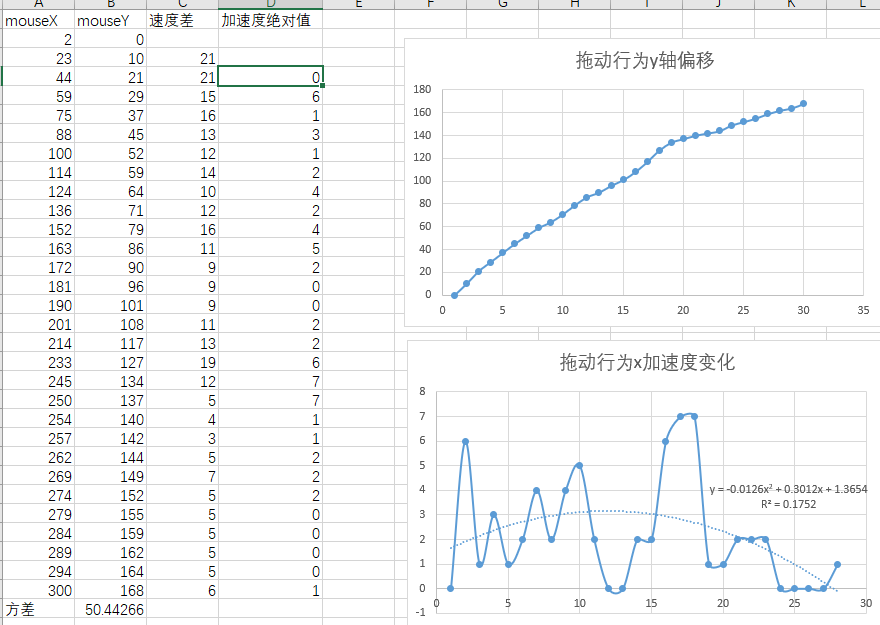 A B C D E F G H I J K L
mouseX mouseY 速度差 加速度绝对值
2 0
23 10 21
44 21 21 0
59 29 15 6
75 37 16 1
88 45 13 3
100 52 12 1
114 59 14 2
124 64 10 4
136 71 12 2
152 79 16 4
163 86 11 5
172 90 9 2
181 96 9 0
190 101 9 0
201 108 11 2
214 117 13 2
233 127 19 6
245 134 12 7
250 137 5 7
254 140 4 1
257 142 3 1
262 144 5 2
269 149 7 2
274 152 5 2
279 155 5 0
284 159 5 0
289 162 5 0
294 164 5 0
300 168 6 1
方差 50.44266
拖动行为y轴偏移
180
160
140
120
100
80
60
40
20
0
0 5 10 15 20 25 30 35
拖动行为x加速度变化
8
7
6
5
4
3
2
1
0
-1
y = -0.0126x² + 0.3012x + 1.3654
R² = 0.1752
0 5 10 15 20 25 30